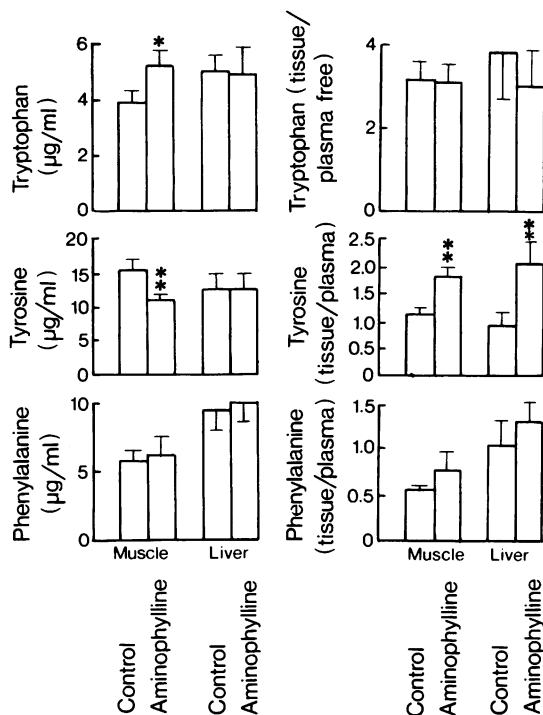 Tryptophan
(µg/ml)
6
4
2
0
*
Tryptophan (tissue/
plasma free)
4
2
0
Tyrosine
(µg/ml)
20
15
10
5
0
**
Tyrosine
(tissue/plasma)
2.5
2.0
1.5
1.0
0.5
0
**
**
Phenylalanine
(µg/ml)
10
5
0
Phenylalanine
(tissue/plasma)
1.5
1.0
0.5
0
Muscle Liver
Muscle Liver
Control
Aminophylline
Control
Aminophylline
Control
Aminophylline
Control
Aminophylline